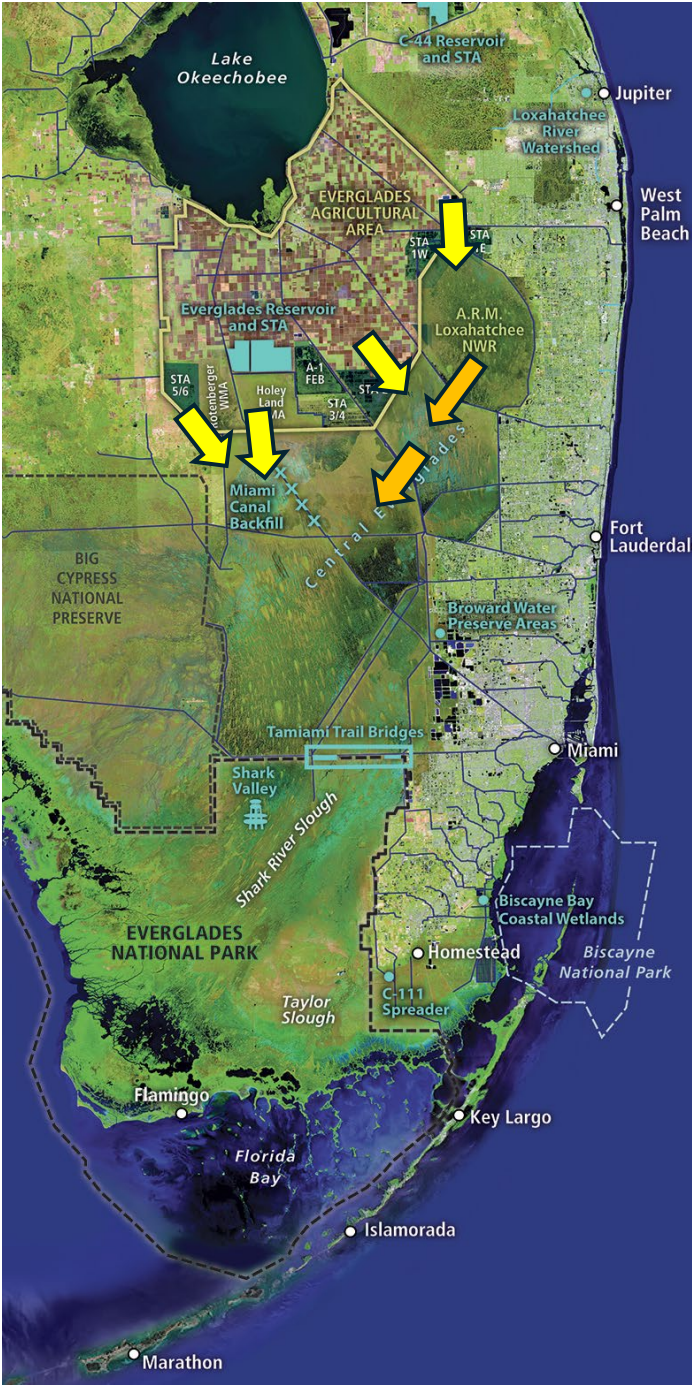 C-44 Reservoir
and STA
Lake
Okeechobee
Jupiter
Loxahatchee
River
Watershed
EVERGLADES
AGRICULTURAL
AREA
West
Palm
Beach
STA
1W
STA
Everglades Reservoir
and STA
A.R.M.
Loxahatchee
NWR
A-1
FEB
STA
5/6
Rotenberger
WMA
Holey
Land
STA
3/4
Central Everglades
Miami
Canal
Backfill
Fort
Lauderdal
BIG
CYPRESS
NATIONAL
PRESERVE
Broward Water
Preserve Areas
Tamiami Trail Bridges
Miami
Shark
Valley
Shark River Slough
Biscayne Bay
Coastal Wetlands
EVERGLADES
NATIONAL PARK
Homestead
Biscayne
National Park
C-111
Spreader
Taylor
Slough
Flamingo
Key Largo
Florida
Bay
Islamorada
Marathon